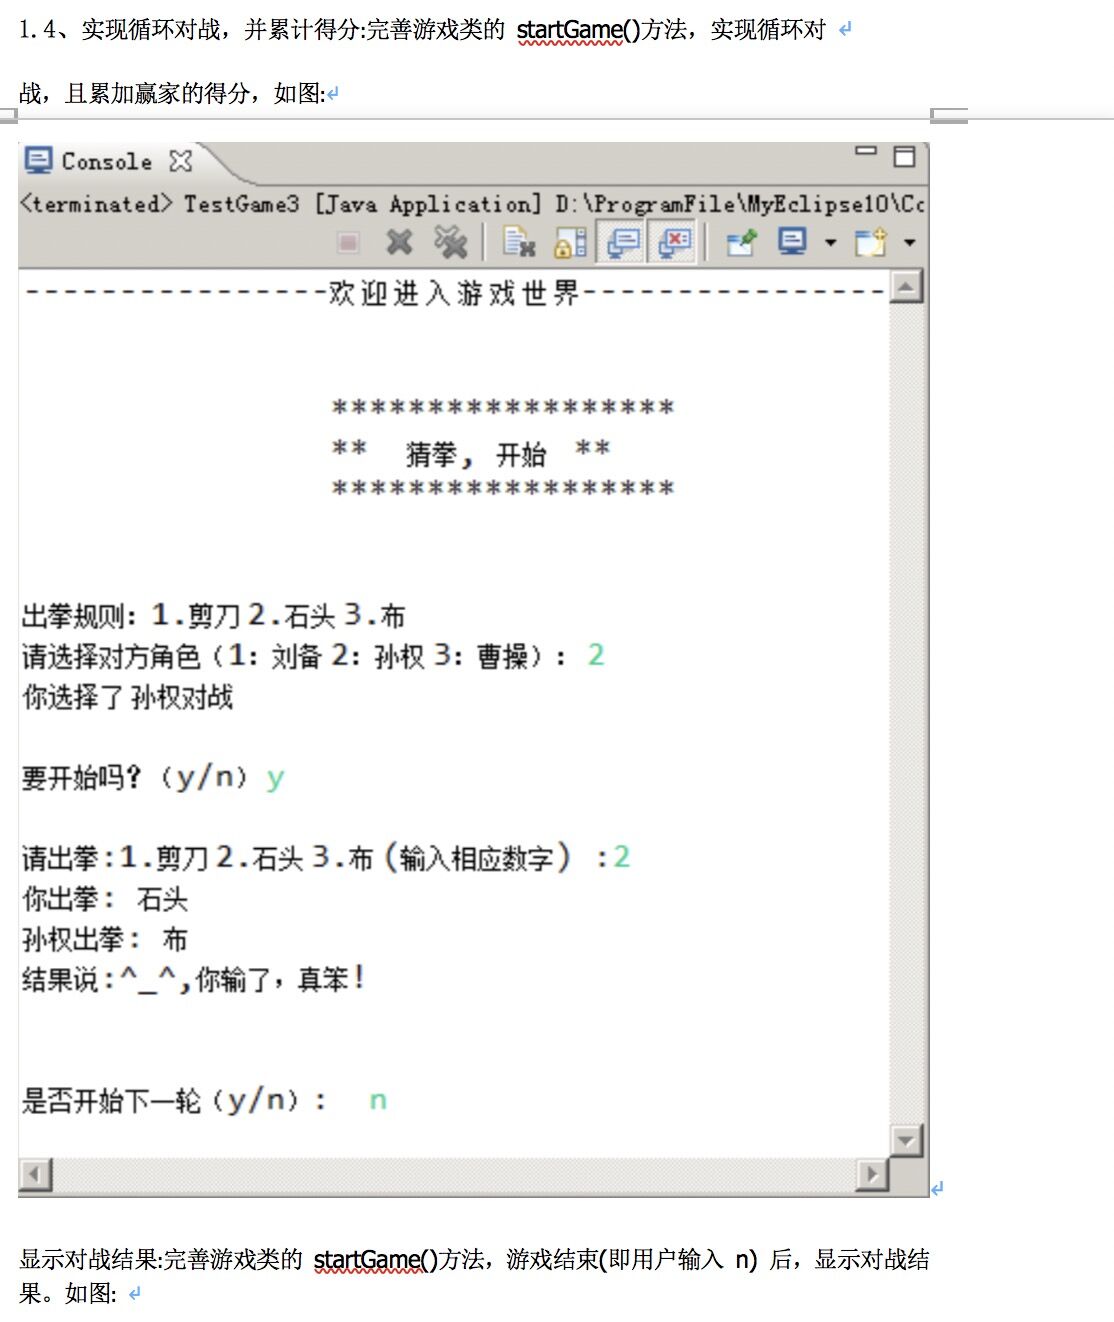 1.4、实现循环对战，并累计得分:完善游戏类的 startGame()方法，实现循环对
战，且累加赢家的得分，如图:
Console
<terminated> TestGame3 [Java Application] D:\ProgramFile\MyEclipse10\Cc
----------------欢迎进入游戏世界----------------
******************
** 猜拳, 开始 **
******************
出拳规则：1.剪刀 2.石头 3.布
请选择对方角色（1：刘备 2：孙权 3：曹操）: 2
你选择了 孙权对战
要开始吗？（y/n）y
请出拳:1.剪刀 2.石头 3.布 (输入相应数字) :2
你出拳: 石头
孙权出拳: 布
结果说:^_^,你输了，真笨!
是否开始下一轮（y/n）: n
显示对战结果:完善游戏类的 startGame()方法，游戏结束(即用户输入 n) 后，显示对战结
果。如图: